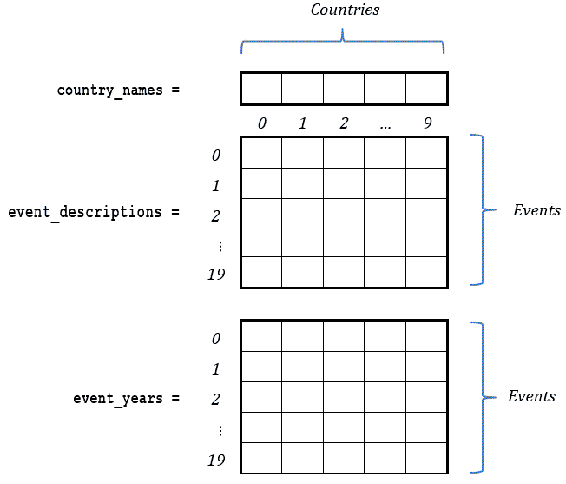 Countries
country_names =
0 1 2 ... 9
0
1
event_descriptions = 2 Events
⋮
19
0
1
event_years = 2 Events
⋮
19